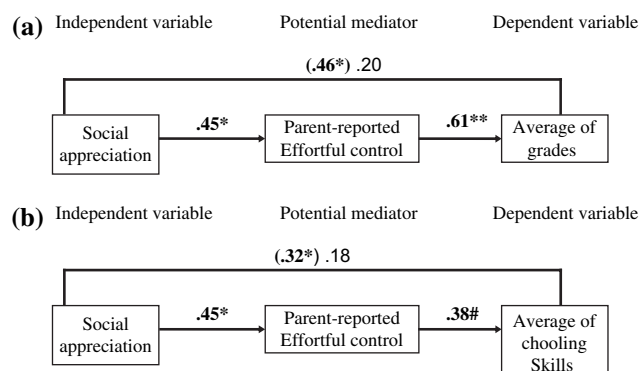 (a) Independent variable Potential mediator Dependent variable
(.46*) .20
.45* .61**
Social appreciation
Parent-reported Effortful control
Average of grades
(b) Independent variable Potential mediator Dependent variable
(.32*) .18
.45* .38#
Social appreciation
Parent-reported Effortful control
Average of chooling Skills